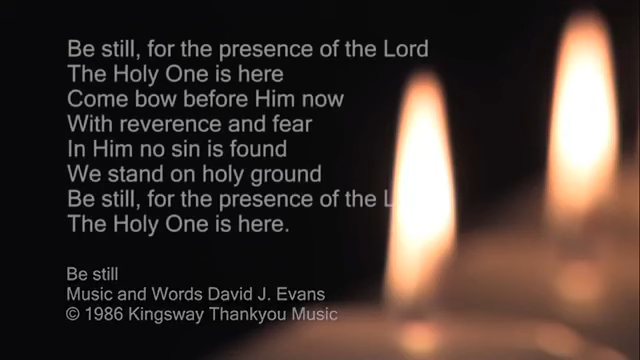 Be still, for the presence of the Lord
The Holy One is here
Come bow before Him now
With reverence and fear
In Him no sin is found
We stand on holy ground
Be still, for the presence of the L
The Holy One is here.
Be still
Music and Words David J. Evans
© 1986 Kingsway Thankyou Music